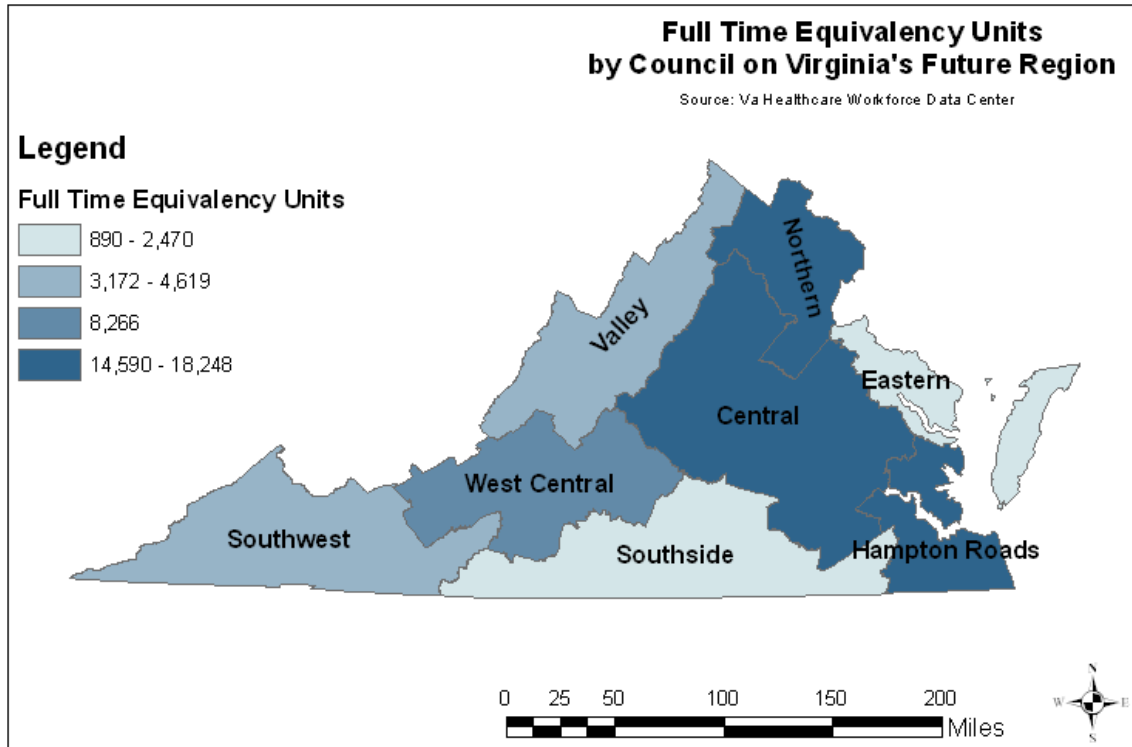 Full Time Equivalency Units
by Council on Virginia's Future Region
Source: Va Healthcare Workforce Data Center
Legend
Full Time Equivalency Units
890 - 2,470
3,172 - 4,619
8,266
14,590 - 18,248
Northern
Valley
Eastern
Central
West Central
Southwest
Southside
Hampton Roads
0 25 50 100 150 200
Miles
N
W E
S